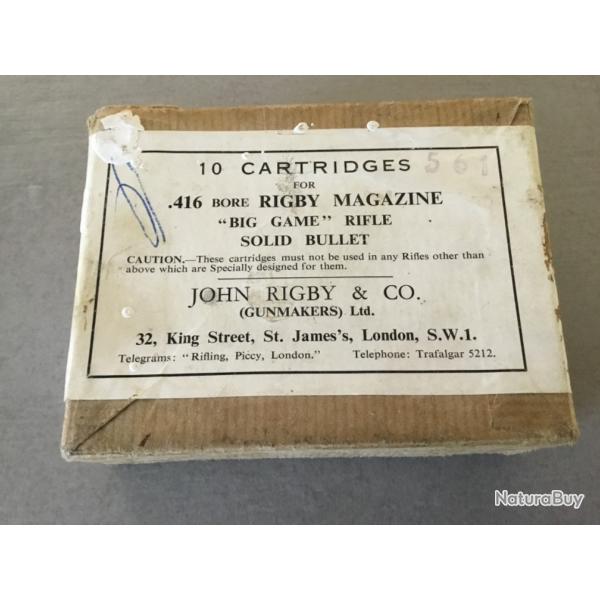 10 CARTRIDGES 561
FOR
.416 BORE RIGBY MAGAZINE
"BIG GAME" RIFLE
SOLID BULLET
CAUTION.—These cartridges must not be used in any Rifles other than
above which are Specially designed for them.
JOHN RIGBY & CO.
(GUNMAKERS) Ltd.
32, King Street, St. James's, London, S.W.1.
Telegrams: "Rifling, Piccy, London." Telephone: Trafalgar 5212.
NaturaBuy